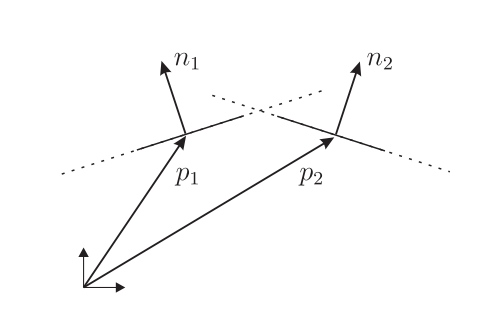 n₁ n₂
p₁ p₂